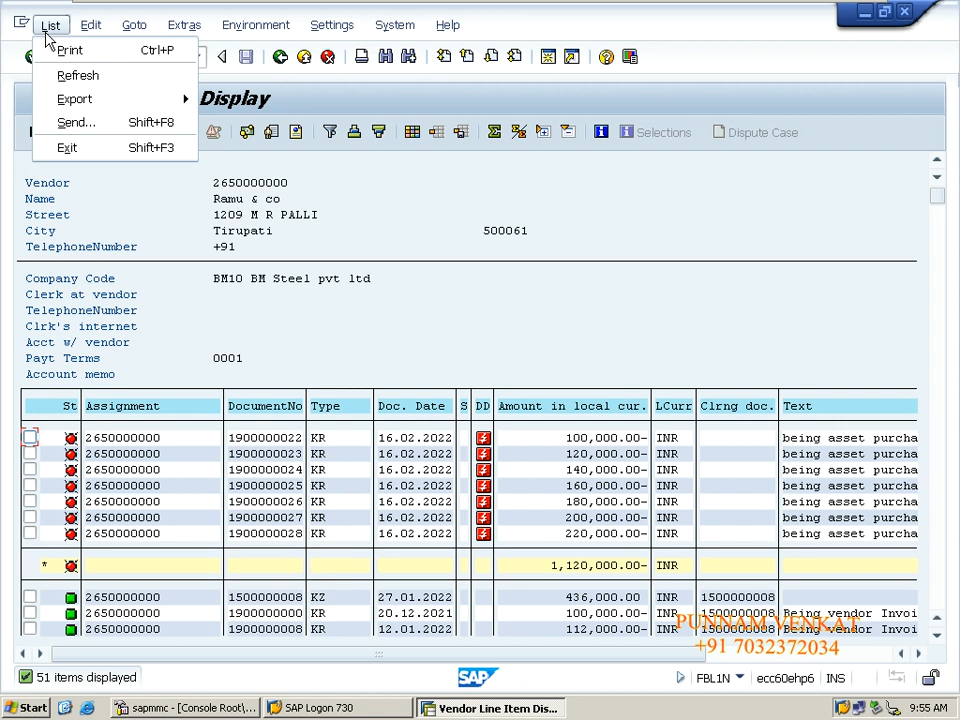 List Edit Goto Extras Environment Settings System Help
Print Ctrl+P
Refresh
Export
Send... Shift+F8
Exit Shift+F3
Display
Selections Dispute Case
Vendor 2650000000
Name Ramu & co
Street 1209 M R PALLI
City Tirupati 500061
TelephoneNumber +91
Company Code BM10 BM Steel pvt ltd
Clerk at vendor
TelephoneNumber
Clrk's internet
Acct w/ vendor
Payt Terms 0001
Account memo
St Assignment DocumentNo Type Doc. Date S DD Amount in local cur. LCurr Clrng doc. Text
2650000000 1900000022 KR 16.02.2022 100,000.00- INR being asset purcha
2650000000 1900000023 KR 16.02.2022 120,000.00- INR being asset purcha
2650000000 1900000024 KR 16.02.2022 140,000.00- INR being asset purcha
2650000000 1900000025 KR 16.02.2022 160,000.00- INR being asset purcha
2650000000 1900000026 KR 16.02.2022 180,000.00- INR being asset purcha
2650000000 1900000027 KR 16.02.2022 200,000.00- INR being asset purcha
2650000000 1900000028 KR 16.02.2022 220,000.00- INR being asset purcha
* 1,120,000.00- INR
2650000000 1500000008 KZ 27.01.2022 436,000.00 INR 1500000008
2650000000 1900000000 KR 20.12.2021 100,000.00- INR 1500000008 Being vendor Invoi
2650000000 1900000008 KR 12.01.2022 112,000.00- INR 1500000008 Being vendor Invoi
PUNNAM VENKAT
+91 7032372034
51 items displayed SAP FBL1N ecc60ehp6 INS
Start sapmmc - [Console Root\... SAP Logon 730 Vendor Line Item Dis... 9:55 AM